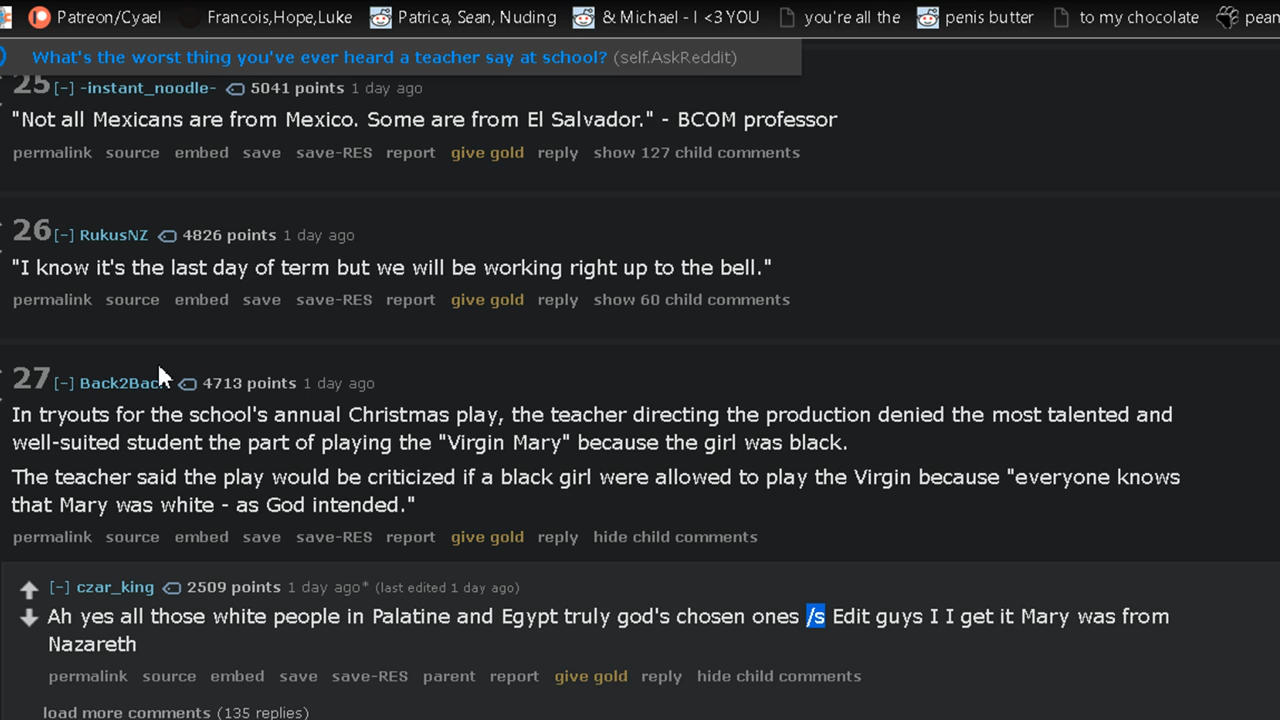 Patreon/Cyael Francois,Hope,Luke Patrica, Sean, Nuding & Michael - I <3 YOU you're all the penis butter to my chocolate pean
What's the worst thing you've ever heard a teacher say at school? (self.AskReddit)
25 [-] -instant_noodle- 5041 points 1 day ago
"Not all Mexicans are from Mexico. Some are from El Salvador." - BCOM professor
permalink source embed save save-RES report give gold reply show 127 child comments
26 [-] RukusNZ 4826 points 1 day ago
"I know it's the last day of term but we will be working right up to the bell."
permalink source embed save save-RES report give gold reply show 60 child comments
27 [-] 4713 points 1 day ago
In tryouts for the school's annual Christmas play, the teacher directing the production denied the most talented and
well-suited student the part of playing the "Virgin Mary" because the girl was black.
The teacher said the play would be criticized if a black girl were allowed to play the Virgin because "everyone knows
that Mary was white - as God intended."
permalink source embed save save-RES report give gold reply hide child comments
[-] czar_king 2509 points 1 day ago* (last edited 1 day ago)
Ah yes all those white people in Palatine and Egypt truly god's chosen ones /s Edit guys I I get it Mary was from
Nazareth
permalink source embed save save-RES parent report give gold reply hide child comments
load more comments (135 replies)